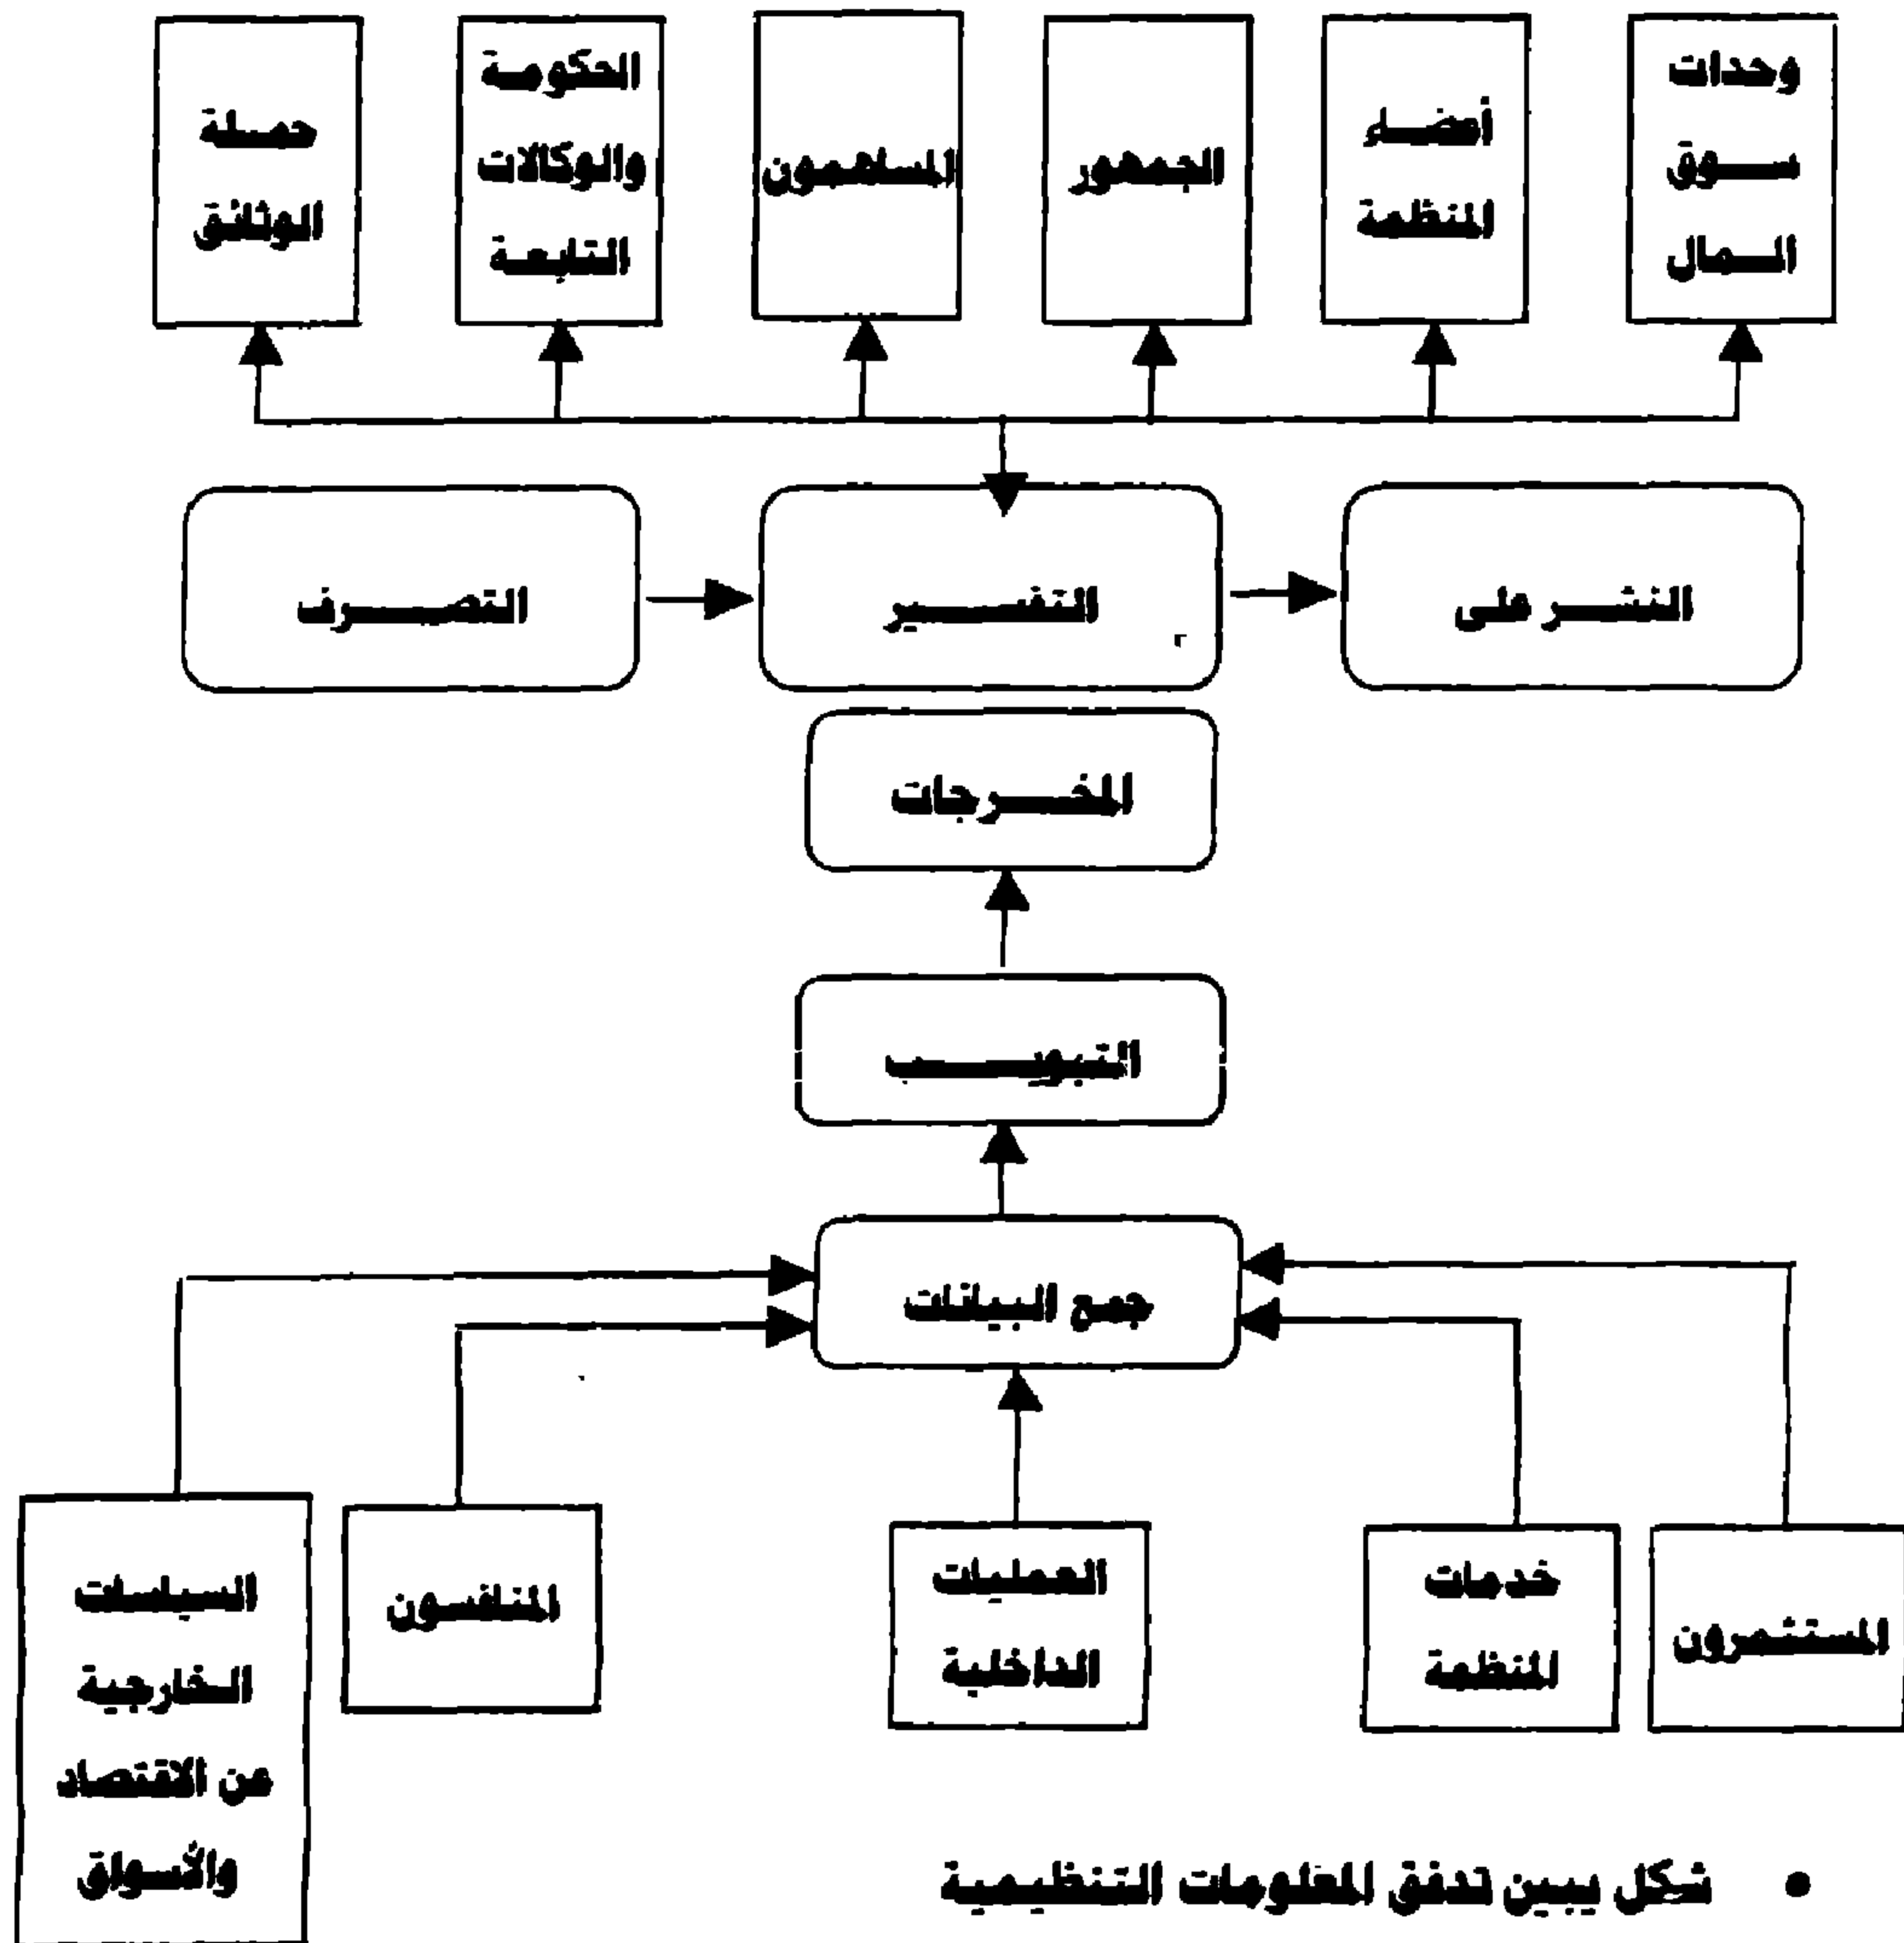 وحدات
سوق
المال
أعضاء
المنظمة
الجمهور
المساهمون
الحكومة
والوكالات
التابعة
حملة
الوثائق
النشر على
التفسير
التصرف
المخرجات
التبويب
جمع البيانات
المستثمرون
خدمات
المنظمة
العمليات
الداخلية
المنافسون
السياسات
الخارجية
عن الاقتصاد
والأسواق
• شكل يبين تدفق المعلومات التنظيمية